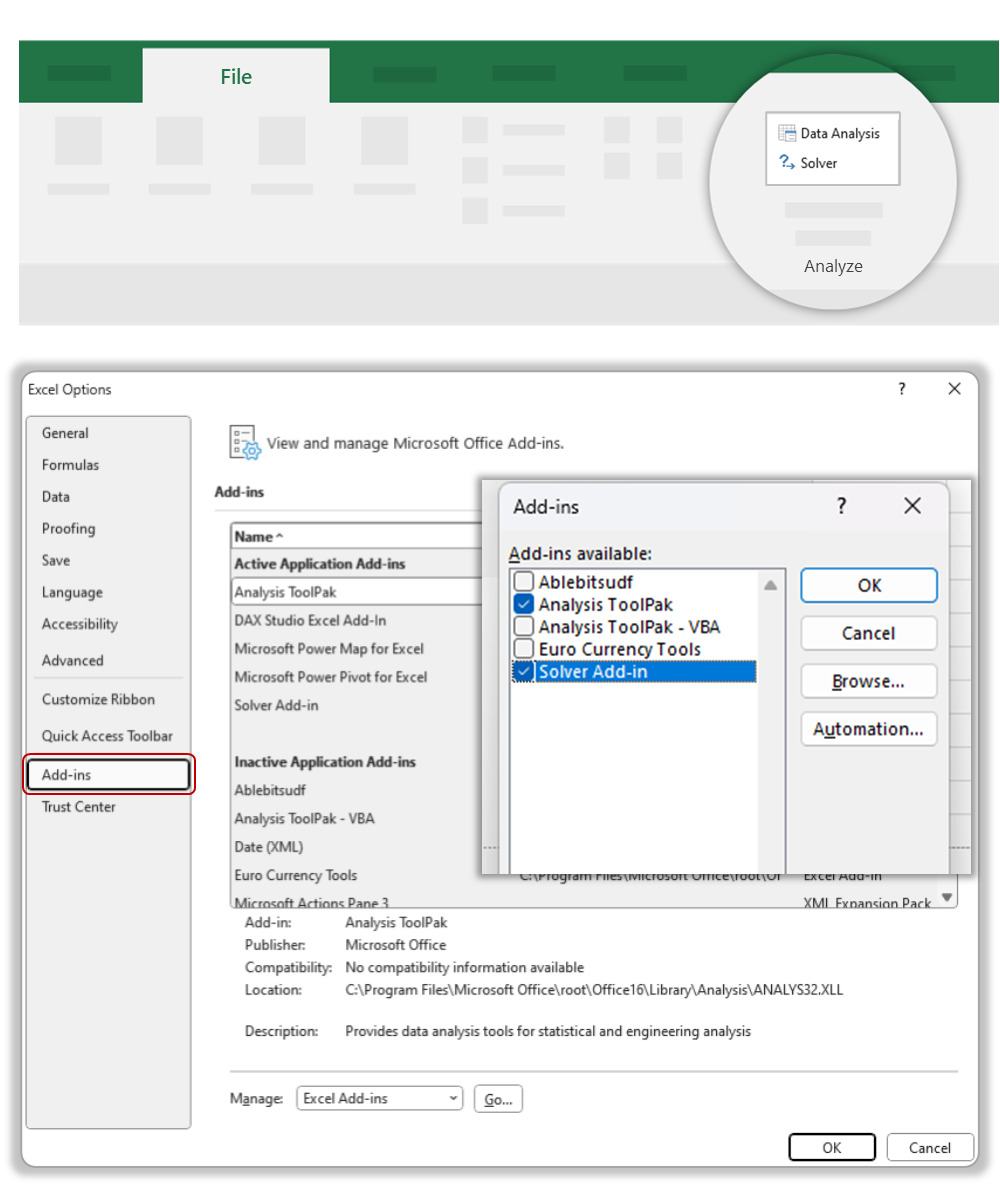 File
Data Analysis
Solver
Analyze
Excel Options
?
General
Formulas
Data
Proofing
Save
Language
Accessibility
Advanced
Customize Ribbon
Quick Access Toolbar
Add-ins
Trust Center
View and manage Microsoft Office Add-ins.
Add-ins
Name
Active Application Add-ins
Analysis ToolPak
DAX Studio Excel Add-In
Microsoft Power Map for Excel
Microsoft Power Pivot for Excel
Solver Add-in
Inactive Application Add-ins
Ablebitsudf
Analysis ToolPak - VBA
Date (XML)
Euro Currency Tools C:\Program Files\Microsoft Office\root\Of Excel Add-in
Microsoft Actions Pane 3 XML Expansion Pack
Add-ins ?
Add-ins available:
Ablebitsudf
Analysis ToolPak
Analysis ToolPak - VBA
Euro Currency Tools
Solver Add-in
OK
Cancel
Browse...
Automation...
Add-in: Analysis ToolPak
Publisher: Microsoft Office
Compatibility: No compatibility information available
Location: C:\Program Files\Microsoft Office\root\Office16\Library\Analysis\ANALYS32.XLL
Description: Provides data analysis tools for statistical and engineering analysis
Manage: Excel Add-ins Go...
OK Cancel